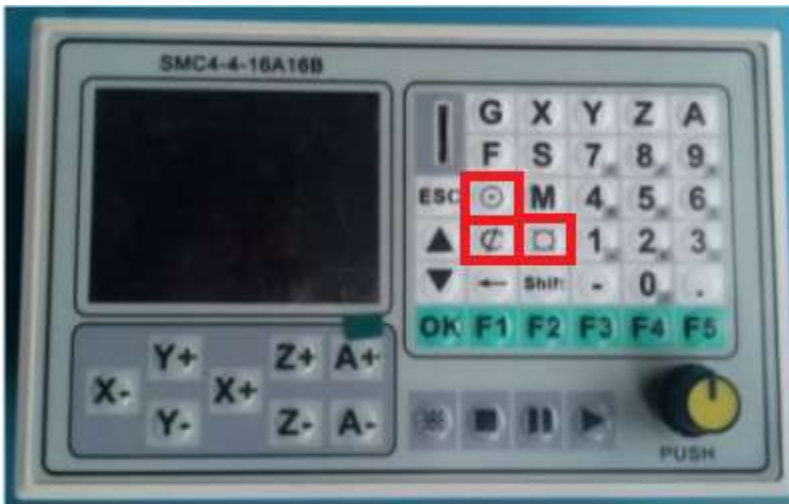 SMC4-4-16A16B
G X Y Z A
F S 7 8 9
ESC M 4 5 6
1 2 3
Shift - 0 .
OK F1 F2 F3 F4 F5
Y+ Z+ A+
X- X+
Y- Z- A-
PUSH